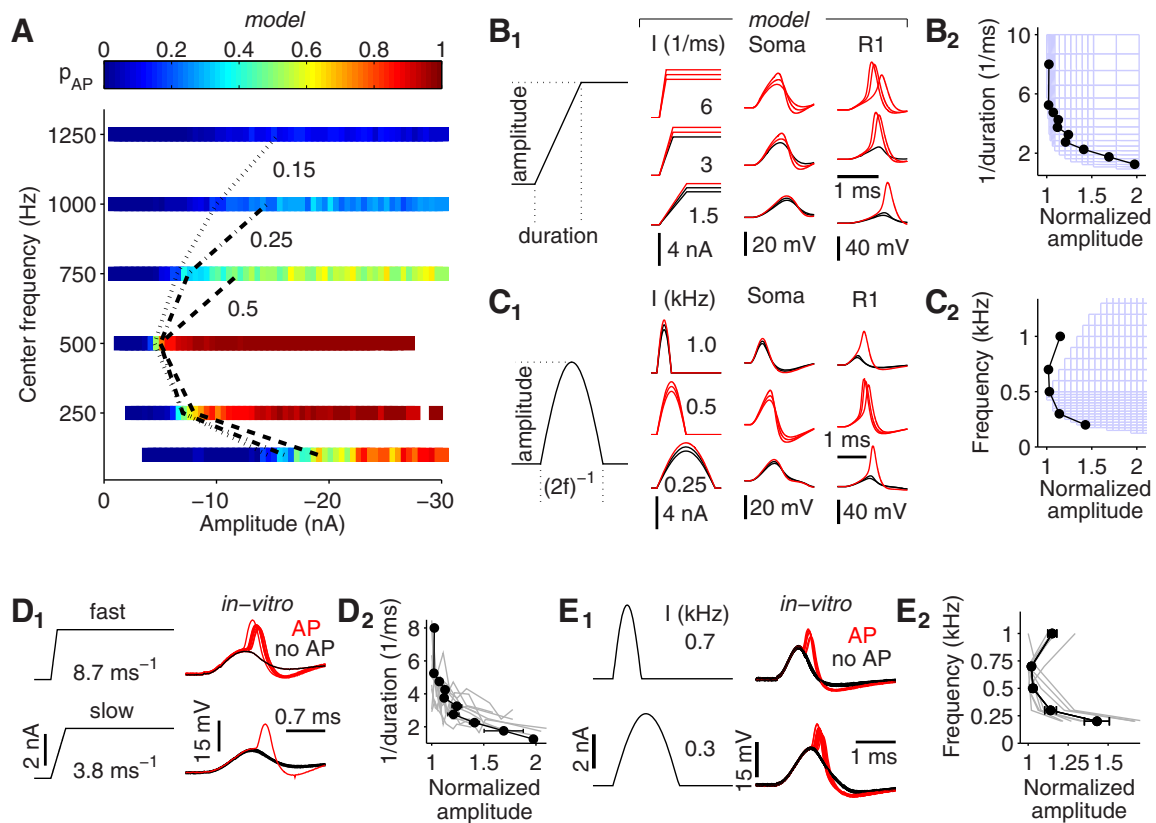 A
model
0 0.2 0.4 0.6 0.8 1
pAP
Center frequency (Hz)
1250
1000
750
500
250
0.15
0.25
0.5
0 −10 −20 −30
Amplitude (nA)
B1
model
I (1/ms) Soma R1
amplitude
duration
6
3
1.5
1 ms
4 nA 20 mV 40 mV
B2
1/duration (1/ms)
10
6
2
1 1.5 2
Normalized
amplitude
C1
I (kHz) Soma R1
amplitude
(2f)−1
1.0
0.5
0.25
1 ms
4 nA 20 mV 40 mV
C2
Frequency (kHz)
1
0.5
0
1 1.5 2
Normalized
amplitude
D1
fast
8.7 ms−1
slow
3.8 ms−1
2 nA
in−vitro
AP
no AP
15 mV
0.7 ms
D2
1/duration (1/ms)
8
6
4
2
1 1.5 2
Normalized
amplitude
E1
I (kHz)
0.7
0.3
2 nA
in−vitro
AP
no AP
15 mV
1 ms
E2
Frequency (kHz)
1
0.75
0.5
0.25
0
1 1.25 1.5
Normalized
amplitude